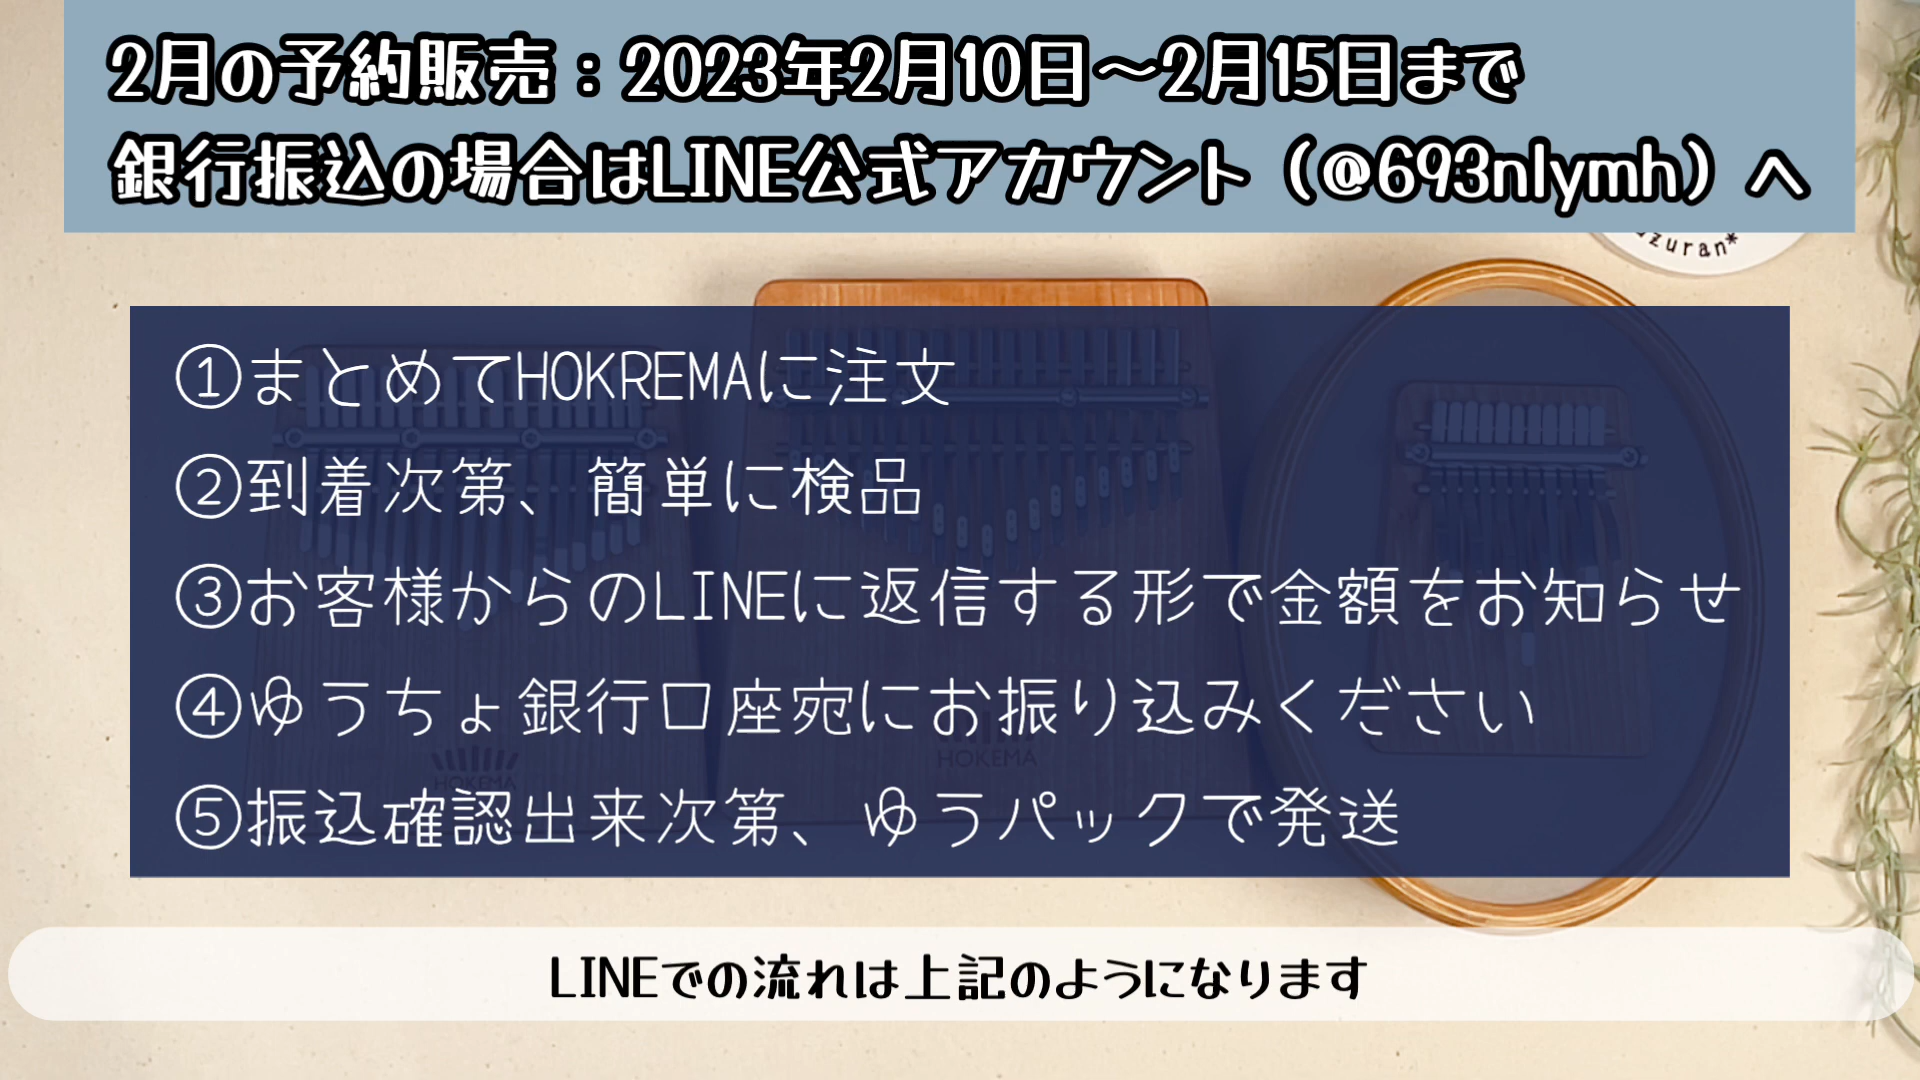 2月の予約販売：2023年2月10日～2月15日まで
銀行振込の場合はLINE公式アカウント（@693nlymh）へ
zuran*
①まとめてHOKREMAに注文
②到着次第、簡単に検品
③お客様からのLINEに返信する形で金額をお知らせ
④ゆうちょ銀行口座宛にお振り込みください
HOKEMA
HOKEMA
⑤振込確認出来次第、ゆうパックで発送
LINEでの流れは上記のようになります